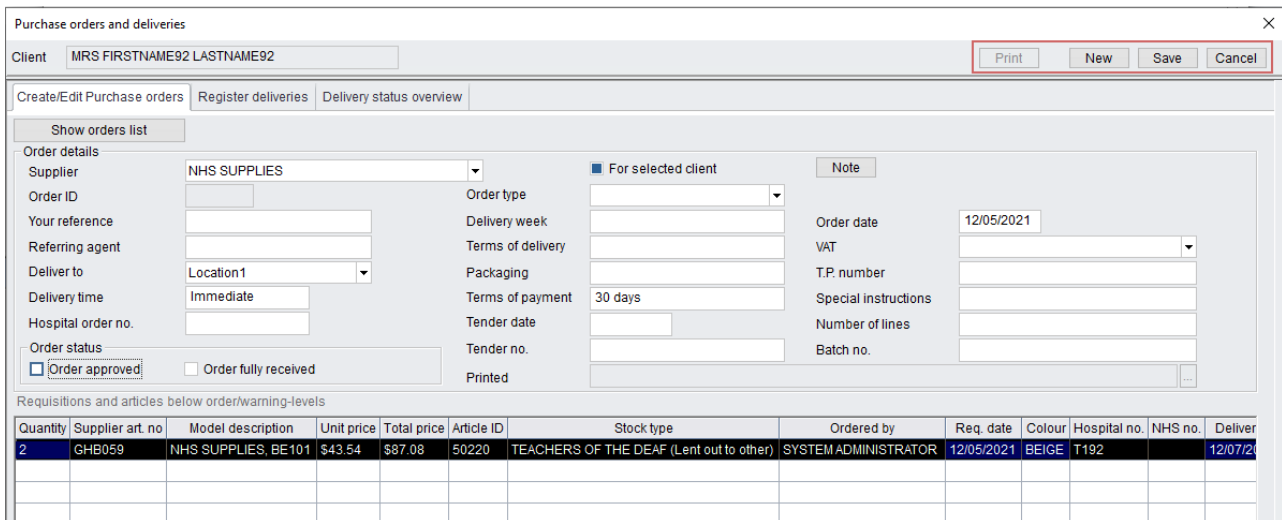 Purchase orders and deliveries
Client MRS FIRSTNAME92 LASTNAME92 Print New Save Cancel
Create/Edit Purchase orders Register deliveries Delivery status overview
Show orders list
Order details
Supplier NHS SUPPLIES For selected client Note
Order ID Order type
Your reference Delivery week Order date 12/05/2021
Referring agent Terms of delivery VAT
Deliver to Location1 Packaging T.P. number
Delivery time Immediate Terms of payment 30 days Special instructions
Hospital order no. Tender date Number of lines
Order status Tender no. Batch no.
Order approved Order fully received
Printed ...
Requisitions and articles below order/warning-levels
Quantity Supplier art. no Model description Unit price Total price Article ID Stock type Ordered by Req. date Colour Hospital no. NHS no. Deliver
2 GHB059 NHS SUPPLIES, BE101 $43.54 $87.08 50220 TEACHERS OF THE DEAF (Lent out to other) SYSTEM ADMINISTRATOR 12/05/2021 BEIGE T192 12/07/20